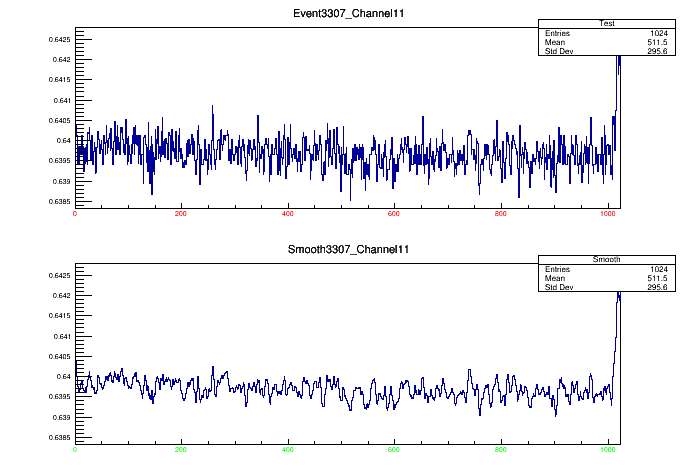 Event3307_Channel11
Test
Entries 1024
Mean 511.5
Std Dev 295.6
0.6425
0.642
0.6415
0.641
0.6405
0.64
0.6395
0.639
0.6385
0 200 400 600 800 1000
Smooth3307_Channel11
Smooth
Entries 1024
Mean 511.5
Std Dev 295.6
0.6425
0.642
0.6415
0.641
0.6405
0.64
0.6395
0.639
0.6385
0 200 400 600 800 1000